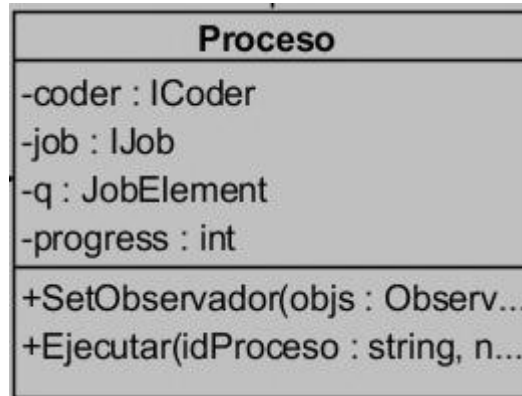 Proceso
-coder : ICoder
-job : IJob
-q : JobElement
-progress : int
+SetObservador(objs : Observ...
+Ejecutar(idProceso : string, n...